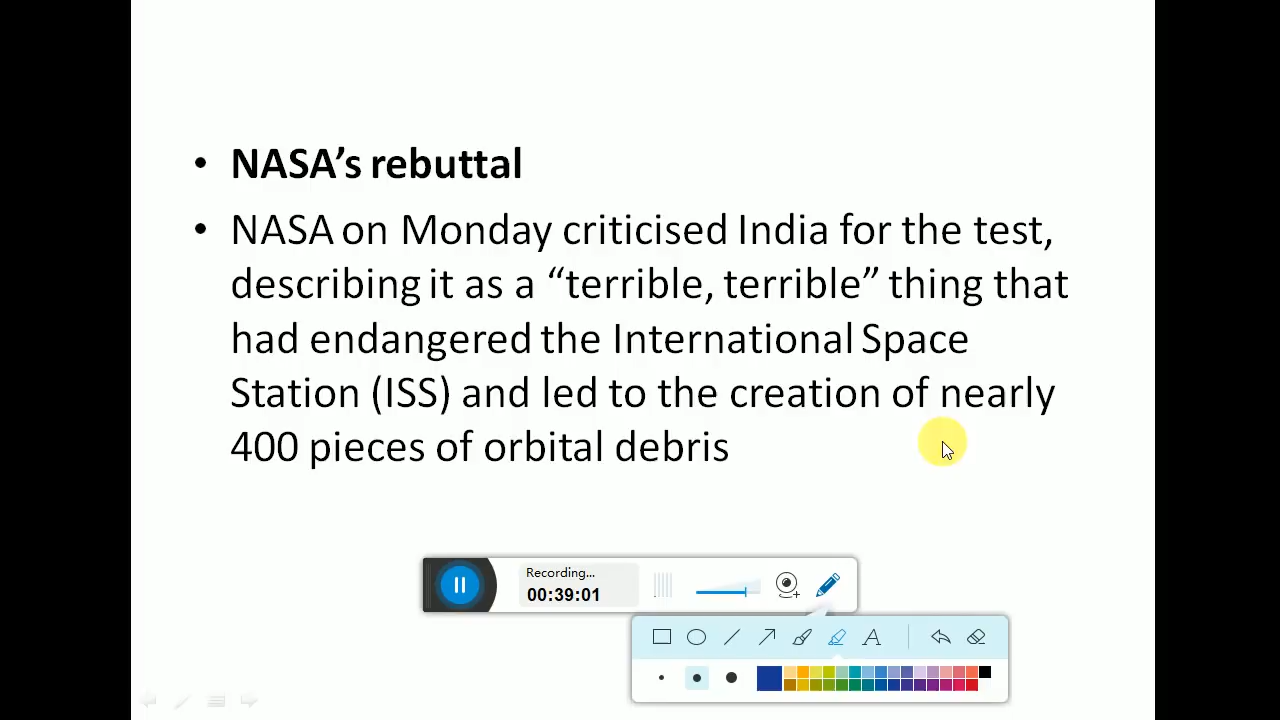 • NASA’s rebuttal
• NASA on Monday criticised India for the test,
describing it as a “terrible, terrible” thing that
had endangered the International Space
Station (ISS) and led to the creation of nearly
400 pieces of orbital debris
Recording...
00:39:01
A